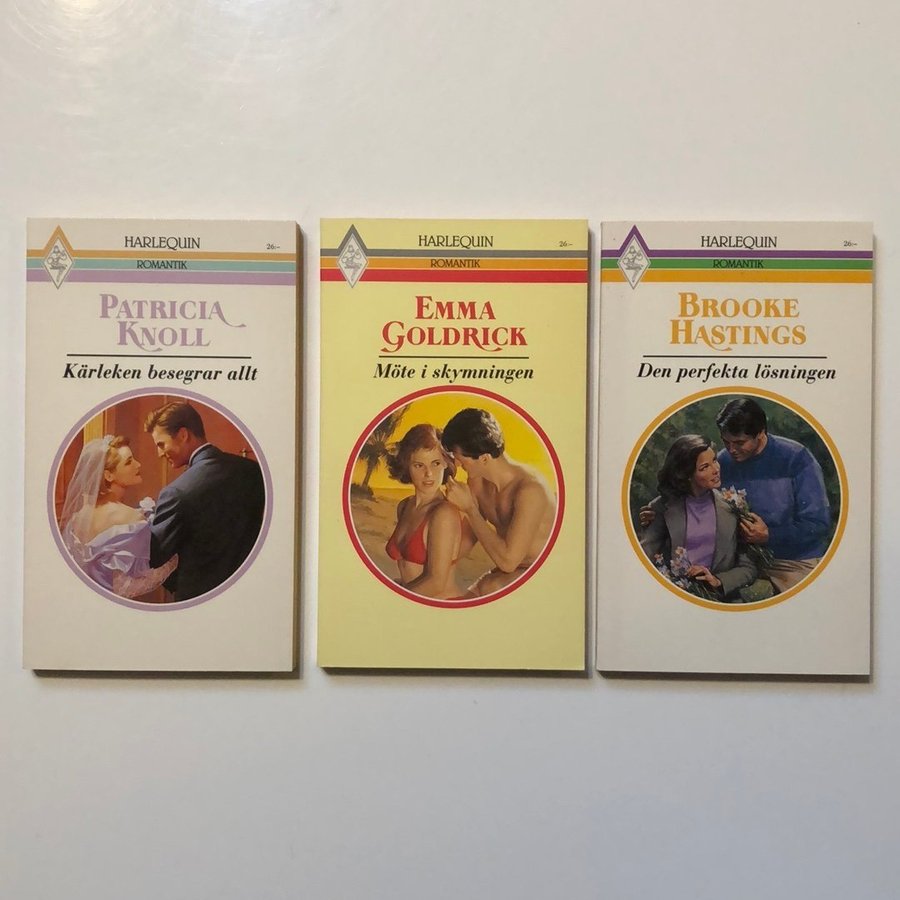 HARLEQUIN
26:-
ROMANTIK
PATRICIA
KNOLL
Kärleken besegrar allt
HARLEQUIN
26:-
ROMANTIK
EMMA
GOLDRICK
Möte i skymningen
HARLEQUIN
26:-
ROMANTIK
BROOKE
HASTINGS
Den perfekta lösningen